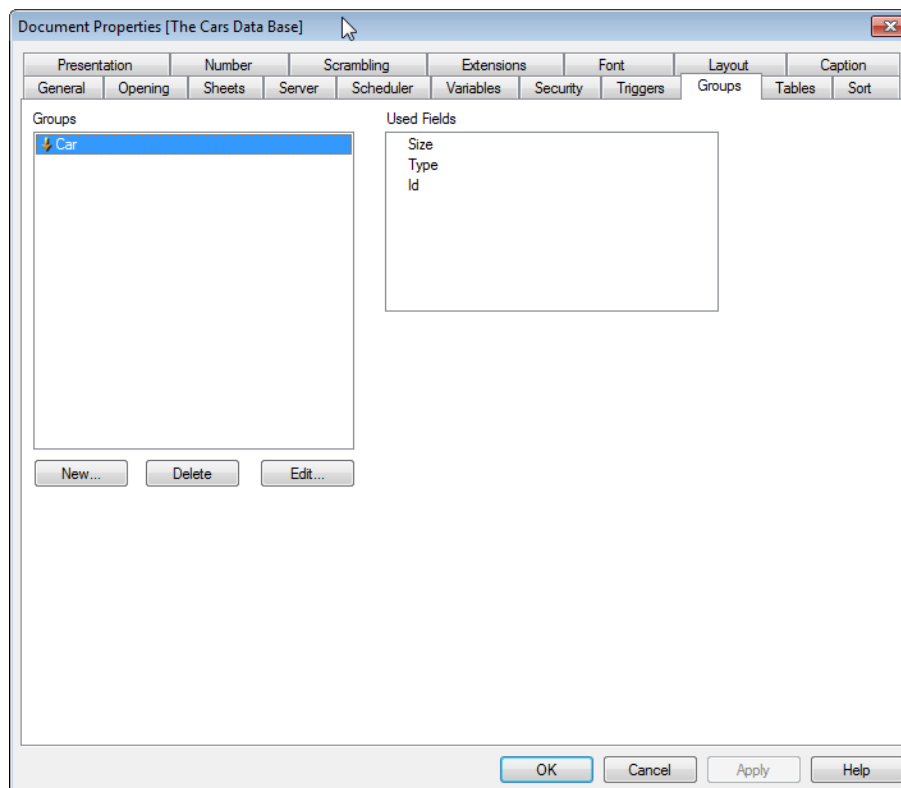 Document Properties [The Cars Data Base]
Presentation Number Scrambling Extensions Font Layout Caption
General Opening Sheets Server Scheduler Variables Security Triggers Groups Tables Sort
Groups Used Fields
Car Size
Type
Id
New... Delete Edit...
OK Cancel Apply Help